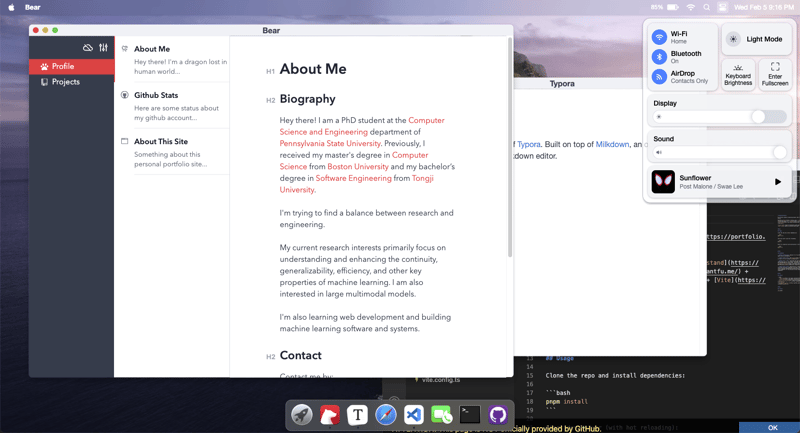 Bear
95%
Wed Feb 5 9:16 PM
Bear
Profile
Projects
About Me
Hey there! I'm a dragon lost in
human world...
Github Stats
Here are some status about
my github account...
About This Site
Something about this
personal portfolio site...
H1 About Me
H2 Biography
Hey there! I am a PhD student at the Computer
Science and Engineering department of
Pennsylvania State University. Previously, I
received my master's degree in Computer
Science from Boston University and my bachelor's
degree in Software Engineering from Tongji
University.
I'm trying to find a balance between research and
engineering.
My current research interests primarily focus on
understanding and enhancing the continuity,
generalizability, efficiency, and other key
properties of machine learning. I am also
interested in large multimodal models.
I'm also learning web development and building
machine learning software and systems.
H2 Contact
Contact me by:
Typora
of Typora. Built on top of Milkdown, an
down editor.
Wi-Fi
Home
Bluetooth
On
AirDrop
Contacts Only
Light Mode
Keyboard
Brightness
Enter
Fullscreen
Display
Sound
Sunflower
Post Malone / Swae Lee
ttps://portfolio.
stand](https://
antfu.me/) +
+ [Vite](https://
vite.config.ts
13 ## Usage
14
15 Clone the repo and install dependencies:
16
17 ```bash
18 pnpm install
19 ```
(with hot reloading):
officially provided by GitHub.
OK